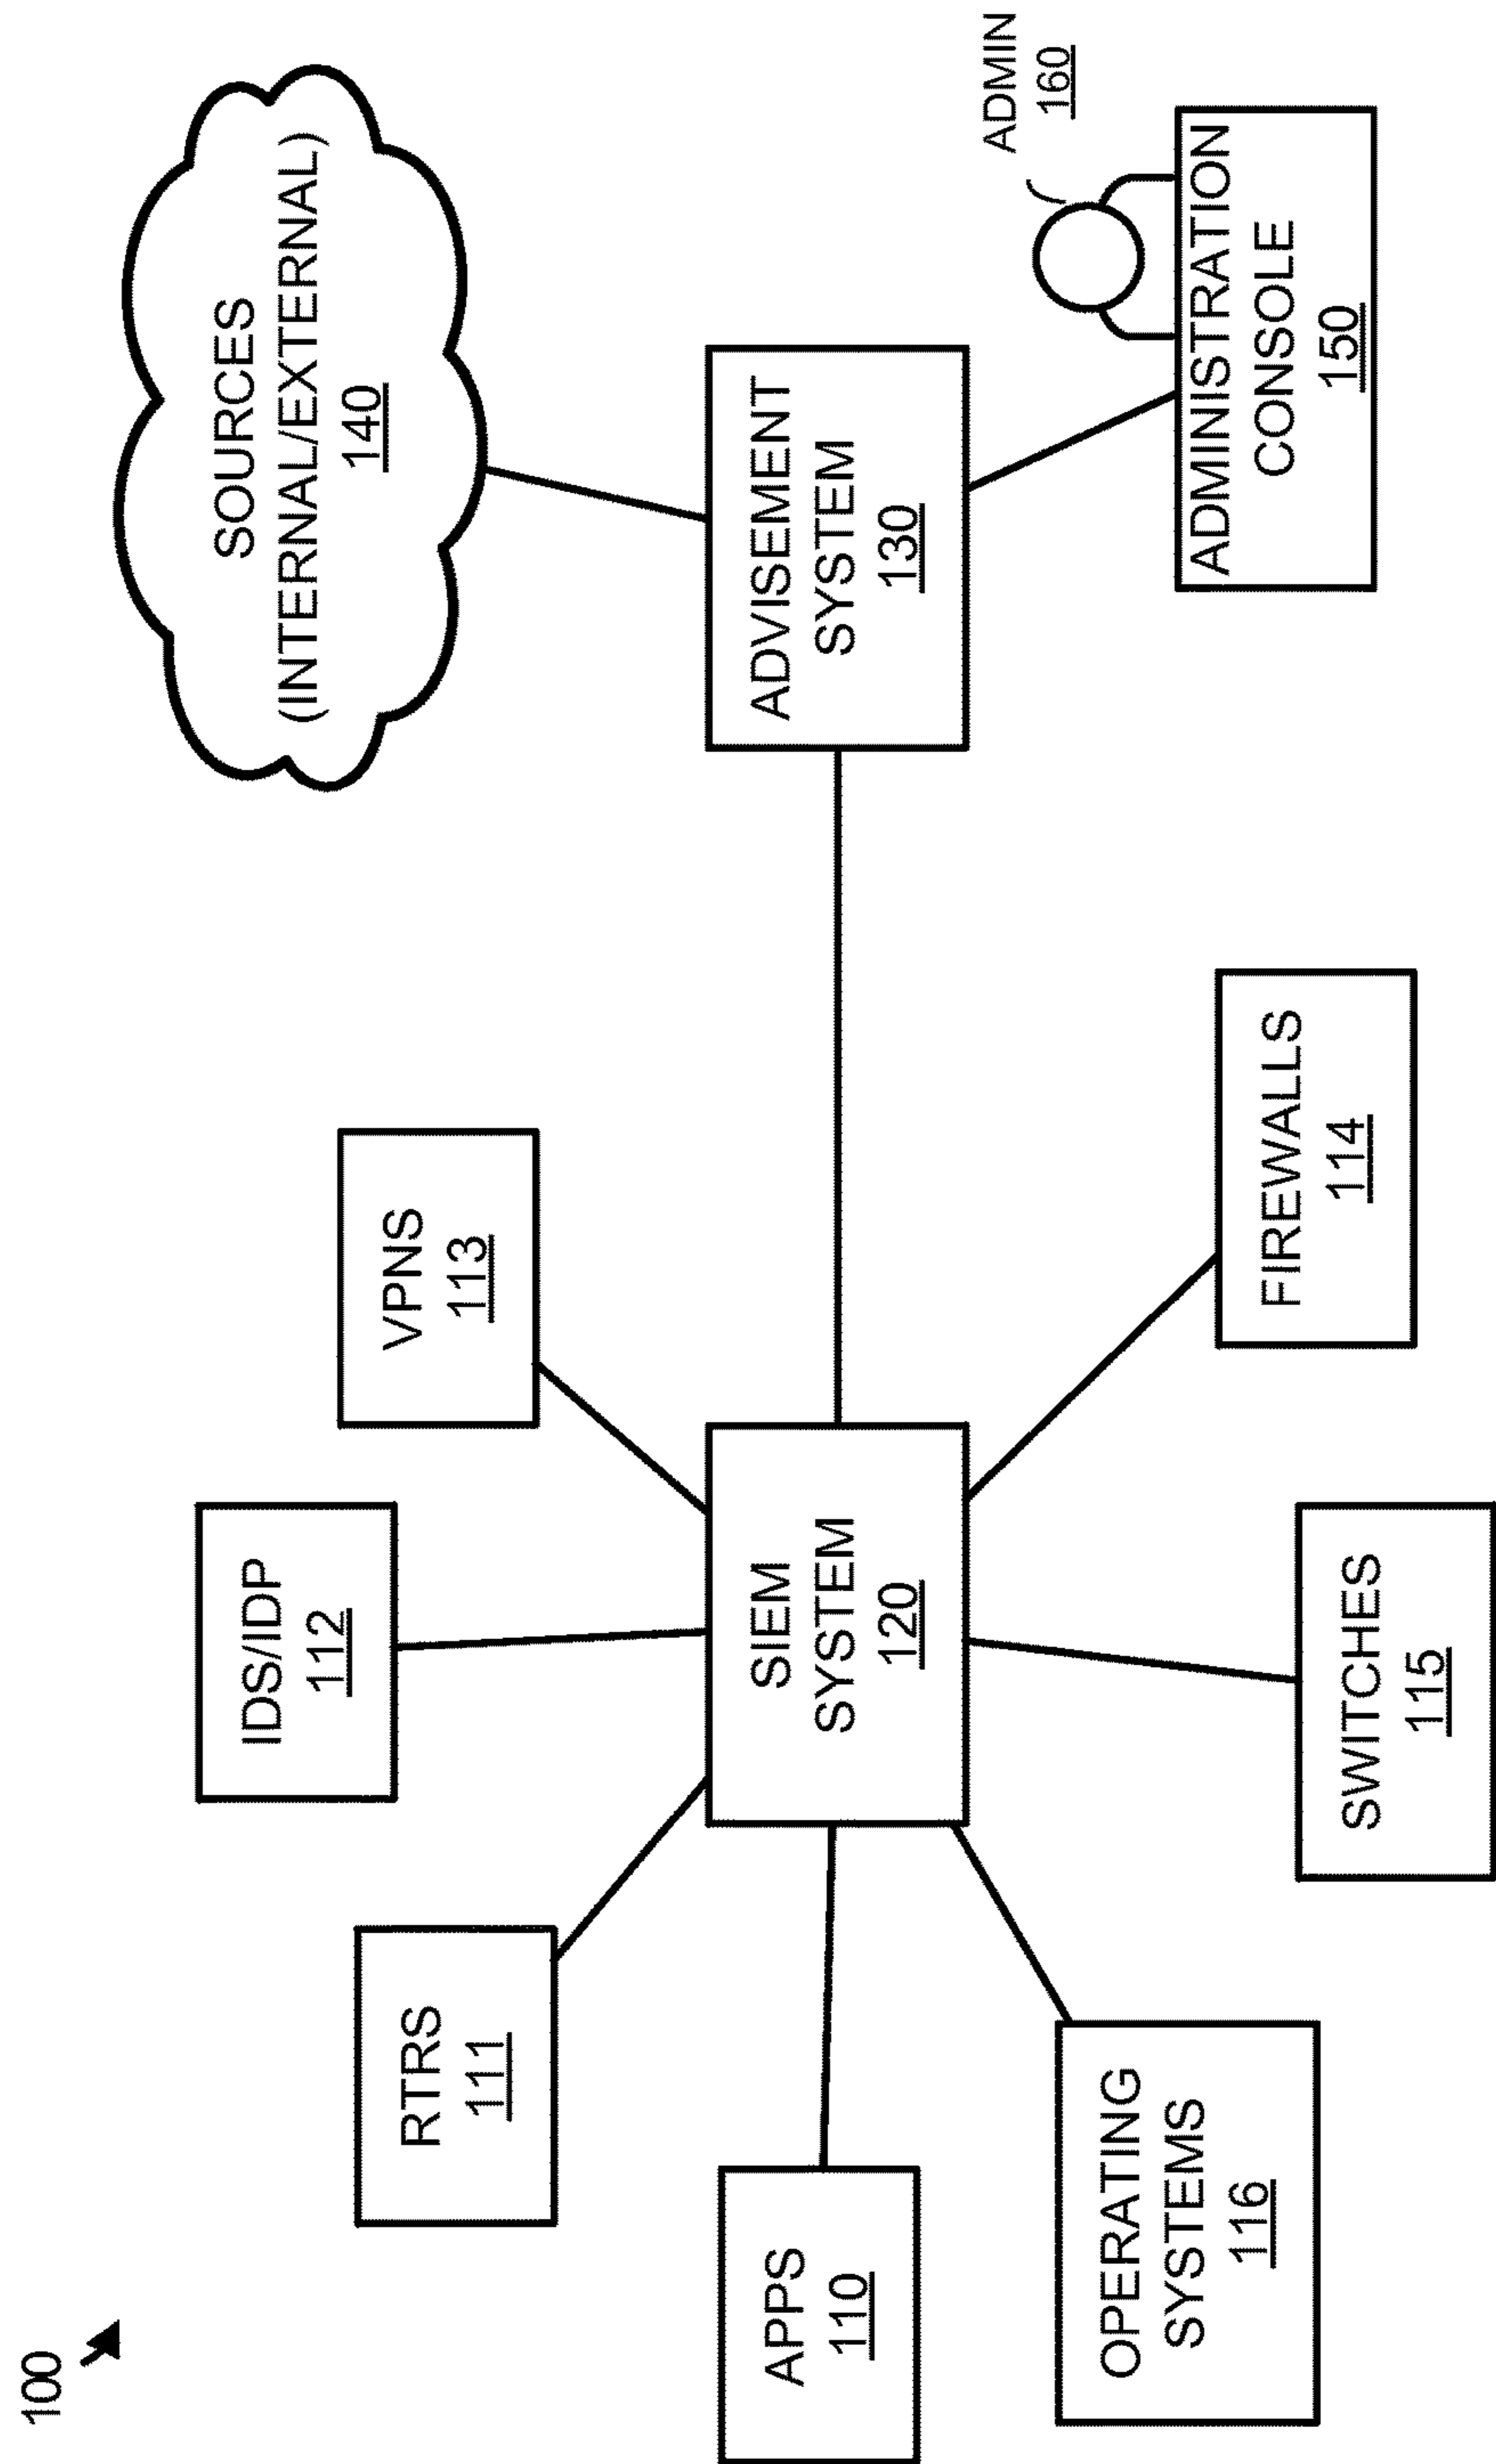 100
APPS
110
RTRS
111
IDS/IDP
112
VPNS
113
SIEM
SYSTEM
120
OPERATING
SYSTEMS
116
SWITCHES
115
FIREWALLS
114
SOURCES
(INTERNAL/EXTERNAL)
140
ADVISEMENT
SYSTEM
130
ADMIN
160
ADMINISTRATION
CONSOLE
150